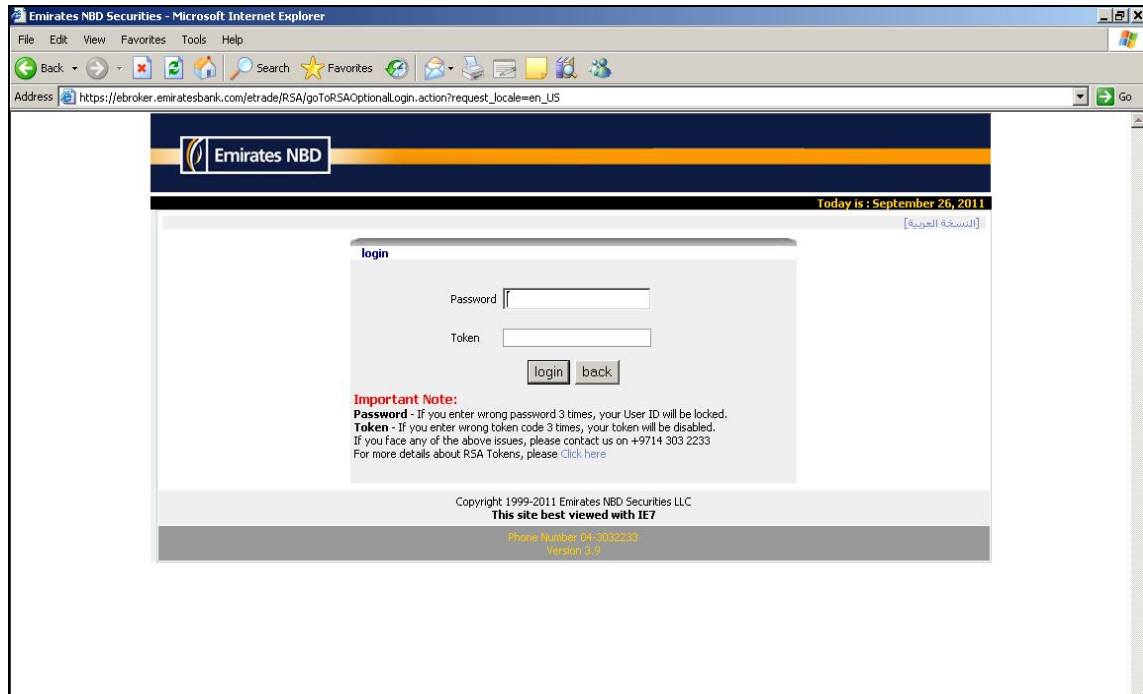 Emirates NBD Securities - Microsoft Internet Explorer
File Edit View Favorites Tools Help
Back Search Favorites
Address https://ebroker.emiratesbank.com/etrade/RSA/goToRSAOptionalLogin.action?request_locale=en_US Go
Emirates NBD
Today is : September 26, 2011
[النسخة العربية]
login
Password
Token
login back
Important Note:
Password - If you enter wrong password 3 times, your User ID will be locked.
Token - If you enter wrong token code 3 times, your token will be disabled.
If you face any of the above issues, please contact us on +9714 303 2233
For more details about RSA Tokens, please Click here
Copyright 1999-2011 Emirates NBD Securities LLC
This site best viewed with IE7
Phone Number 04-3032233
Version 3.9